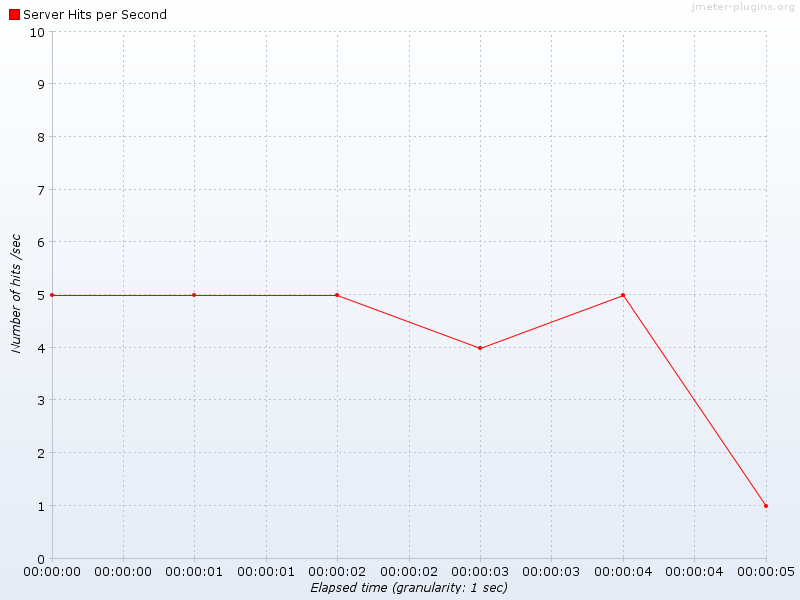 jmeter-plugins.org
Server Hits per Second
10
9
8
7
6
5
4
3
2
1
0
Number of hits /sec
00:00:00 00:00:00 00:00:01 00:00:01 00:00:02 00:00:02 00:00:03 00:00:03 00:00:04 00:00:04 00:00:05
Elapsed time (granularity: 1 sec)